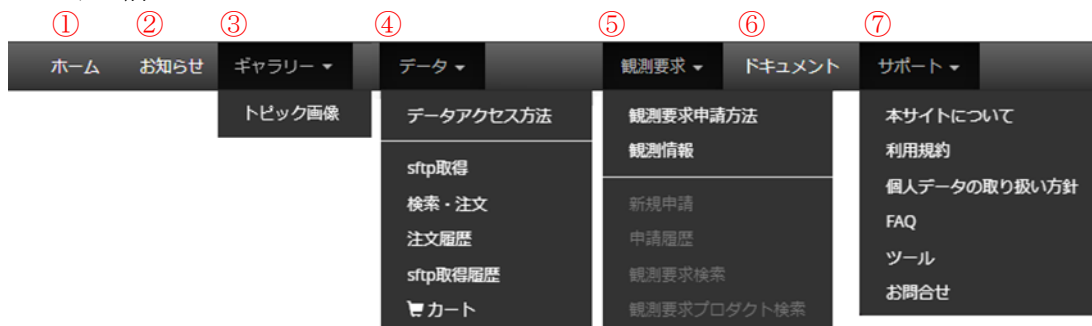 ① ② ③ ④ ⑤ ⑥ ⑦
ホーム お知らせ ギャラリー データ 観測要求 ドキュメント サポート
トピック画像
データアクセス方法
sftp取得
検索・注文
注文履歴
sftp取得履歴
カート
観測要求申請方法
観測情報
新規申請
申請履歴
観測要求検索
観測要求プロダクト検索
本サイトについて
利用規約
個人データの取り扱い方針
FAQ
ツール
お問合せ